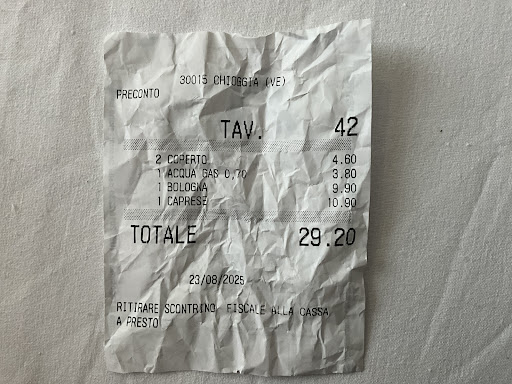 30015 CHIOGGIA (VE)
PRECONTO
TAV. 42
2 COPERTO 4.60
1 ACQUA GAS 0,70 3.80
1 BOLOGNA 9.90
1 CAPRESE 10.90
TOTALE 29.20
23/08/2025
RITIRARE SCONTRINO FISCALE ALLA CASSA
A PRESTO